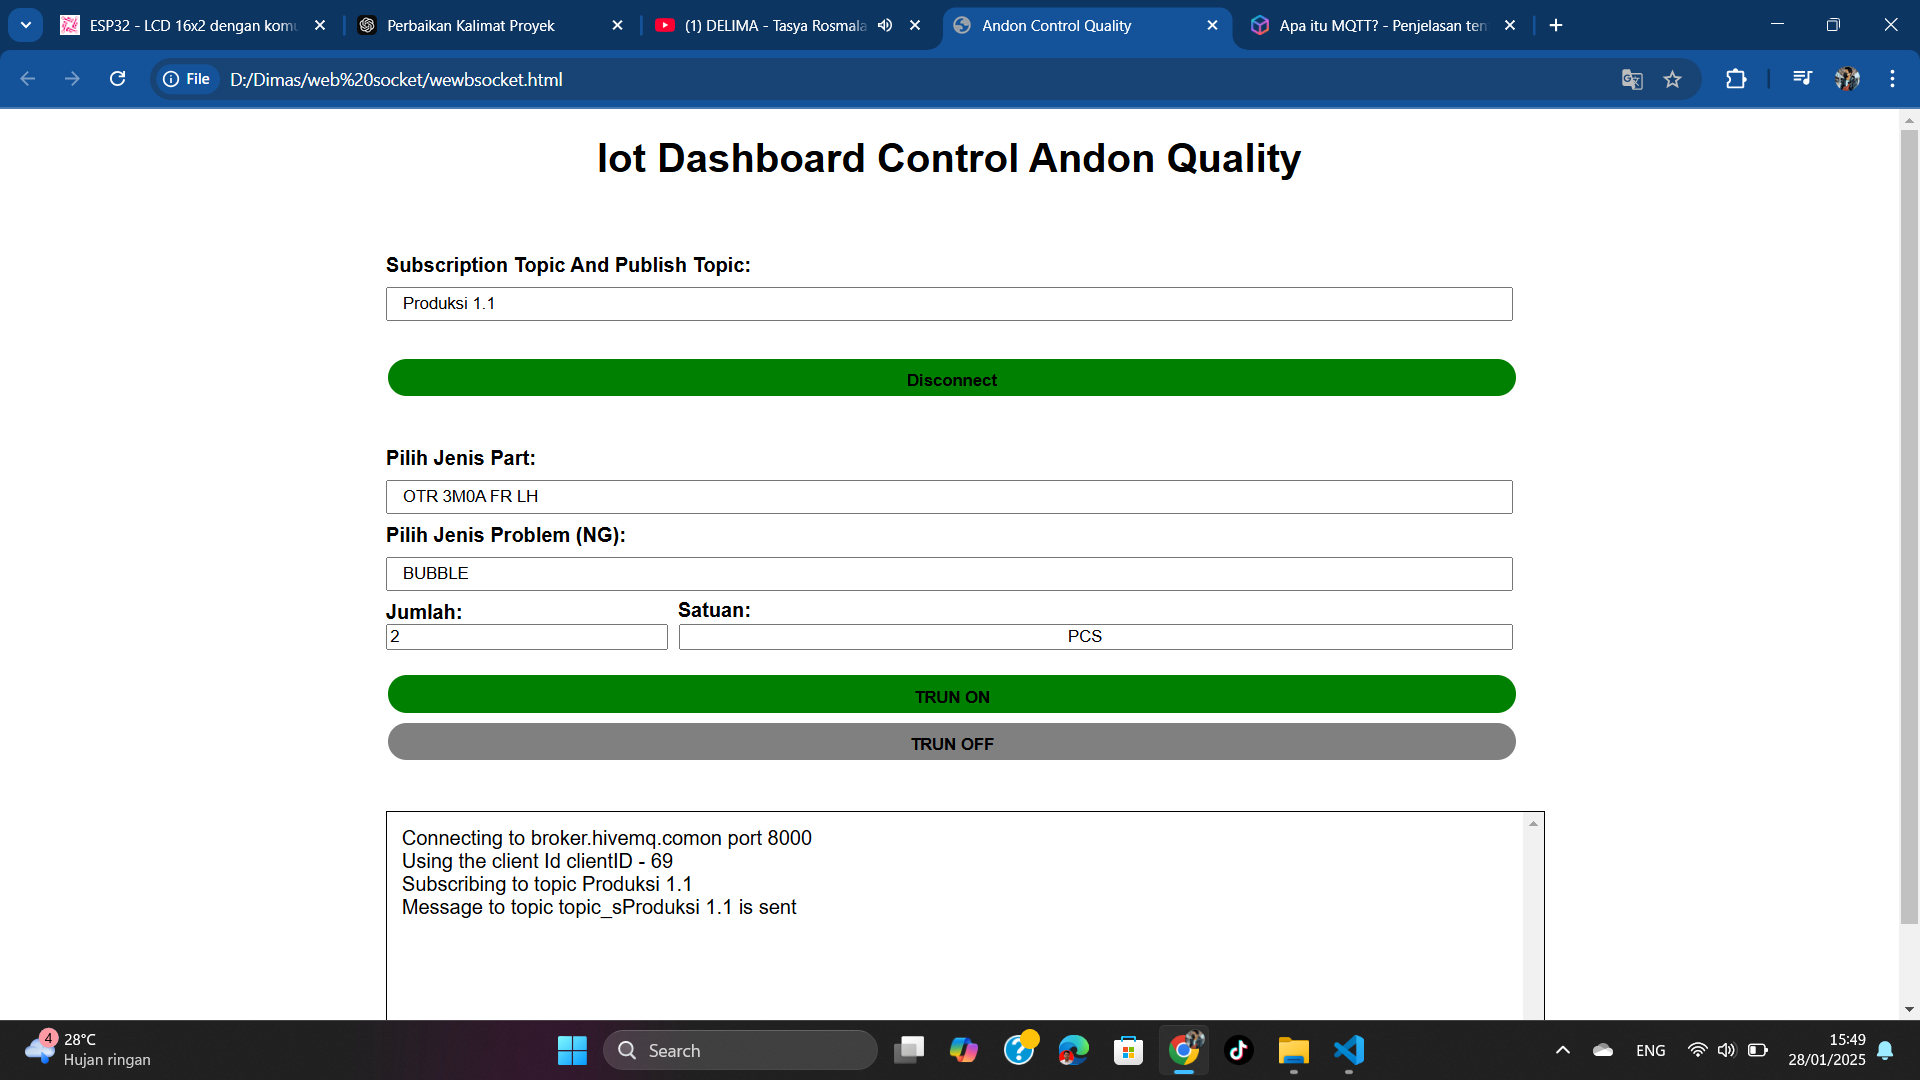 ESP32 - LCD 16x2 dengan komu
Perbaikan Kalimat Proyek
(1) DELIMA - Tasya Rosmala
Andon Control Quality
Apa itu MQTT? - Penjelasan ten
File
D:/Dimas/web%20socket/wewbsocket.html
Iot Dashboard Control Andon Quality
Subscription Topic And Publish Topic:
Produksi 1.1
Disconnect
Pilih Jenis Part:
OTR 3M0A FR LH
Pilih Jenis Problem (NG):
BUBBLE
Jumlah:
Satuan:
2
PCS
TRUN ON
TRUN OFF
Connecting to broker.hivemq.comon port 8000
Using the client Id clientID - 69
Subscribing to topic Produksi 1.1
Message to topic topic_sProduksi 1.1 is sent
4
28°C
Hujan ringan
Search
ENG
15:49
28/01/2025